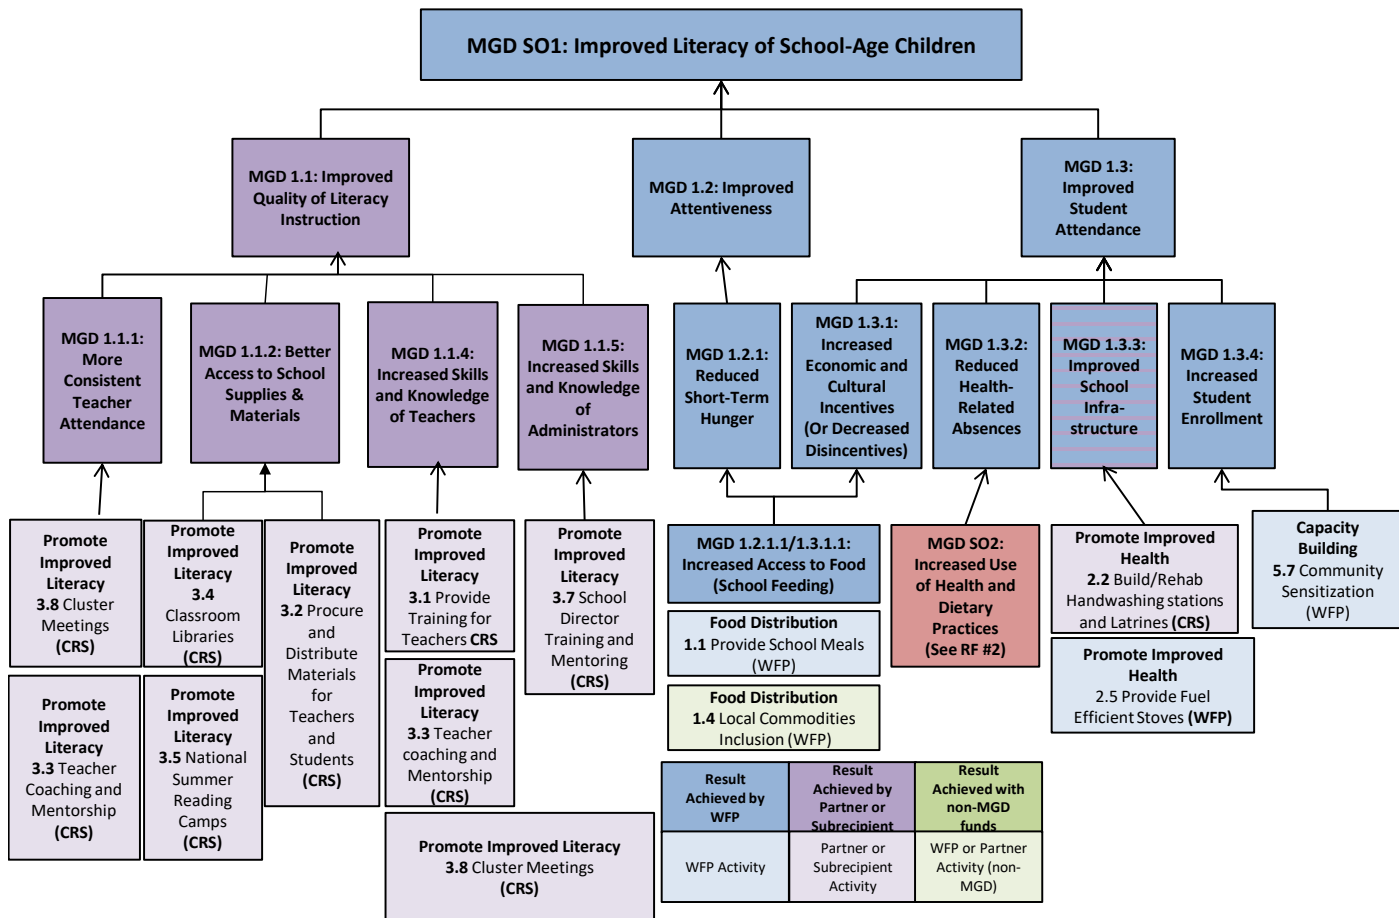 MGD SO1: Improved Literacy of School-Age Children
MGD 1.1: Improved
Quality of Literacy
Instruction
MGD 1.2: Improved
Attentiveness
MGD 1.3:
Improved
Student
Attendance
MGD 1.1.1:
More
Consistent
Teacher
Attendance
MGD 1.1.2: Better
Access to School
Supplies &
Materials
MGD 1.1.4:
Increased Skills
and Knowledge
of Teachers
MGD 1.1.5:
Increased Skills
and Knowledge
of
Administrators
MGD 1.2.1:
Reduced
Short-Term
Hunger
MGD 1.3.1:
Increased
Economic and
Cultural
Incentives
(Or Decreased
Disincentives)
MGD 1.3.2:
Reduced
Health-
Related
Absences
MGD 1.3.3:
Improved
School
Infra-
structure
MGD 1.3.4:
Increased
Student
Enrollment
Promote
Improved
Literacy
3.8 Cluster
Meetings
(CRS)
Promote
Improved
Literacy
3.4
Classroom
Libraries
(CRS)
Promote
Improved
Literacy
3.2 Procure
and
Distribute
Materials
for
Teachers
and
Students
(CRS)
Promote
Improved
Literacy
3.1 Provide
Training for
Teachers CRS
Promote
Improved
Literacy
3.7 School
Director
Training and
Mentoring
(CRS)
MGD 1.2.1.1/1.3.1.1:
Increased Access to Food
(School Feeding)
MGD SO2:
Increased Use
of Health and
Dietary
Practices
(See RF #2)
Promote Improved
Health
2.2 Build/Rehab
Handwashing stations
and Latrines (CRS)
Capacity
Building
5.7 Community
Sensitization
(WFP)
Food Distribution
1.1 Provide School Meals
(WFP)
Promote Improved
Health
2.5 Provide Fuel
Efficient Stoves (WFP)
Food Distribution
1.4 Local Commodities
Inclusion (WFP)
Promote
Improved
Literacy
3.3 Teacher
Coaching and
Mentorship
(CRS)
Promote
Improved
Literacy
3.5 National
Summer
Reading
Camps
(CRS)
Promote
Improved
Literacy
3.3 Teacher
coaching and
Mentorship
(CRS)
Promote Improved Literacy
3.8 Cluster Meetings
(CRS)
Result
Achieved by
WFP
Result
Achieved by
Partner or
Subrecipient
Result
Achieved with
non-MGD
funds
WFP Activity
Partner or
Subrecipient
Activity
WFP or Partner
Activity (non-
MGD)